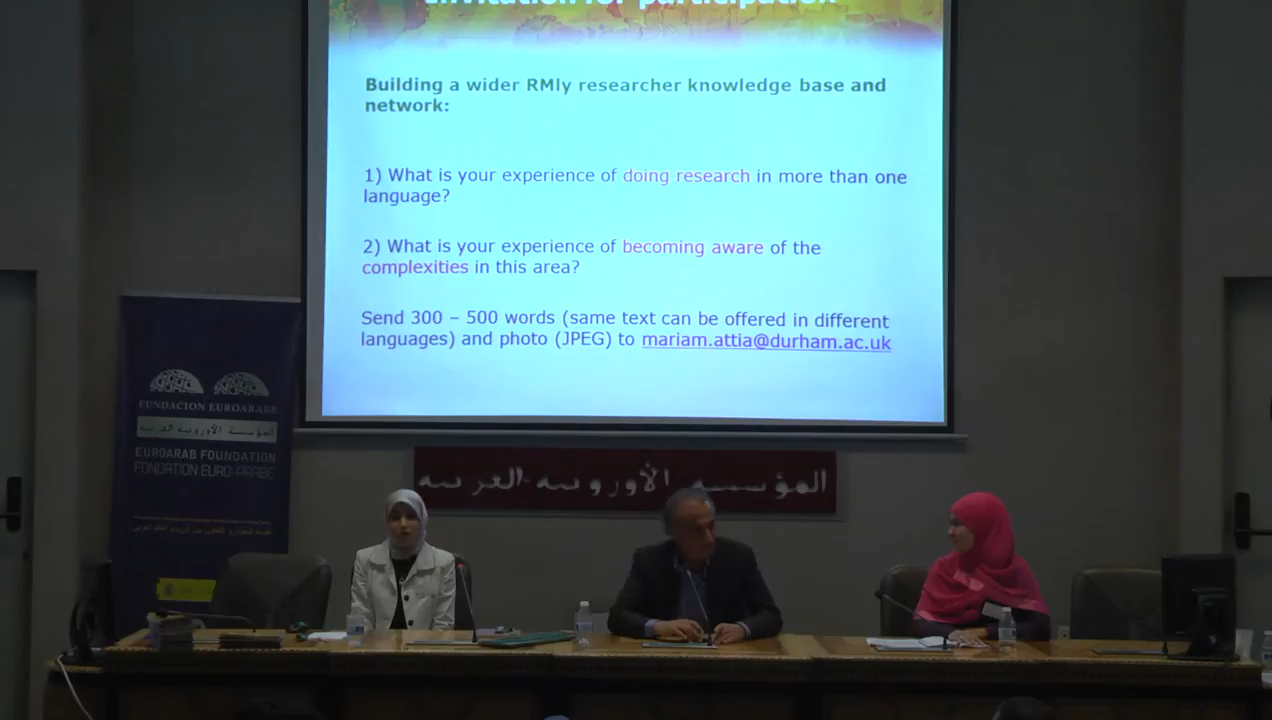 Invitation for participation
Building a wider RMly researcher knowledge base and
network:
1) What is your experience of doing research in more than one
language?
2) What is your experience of becoming aware of the
complexities in this area?
Send 300 – 500 words (same text can be offered in different
languages) and photo (JPEG) to mariam.attia@durham.ac.uk
FUNDACION EUROARABE
المؤسسة الأوروبية العربية
EUROARAB FOUNDATION
FONDATION EURO-ARABE
المؤسسة الأوروبية العربية